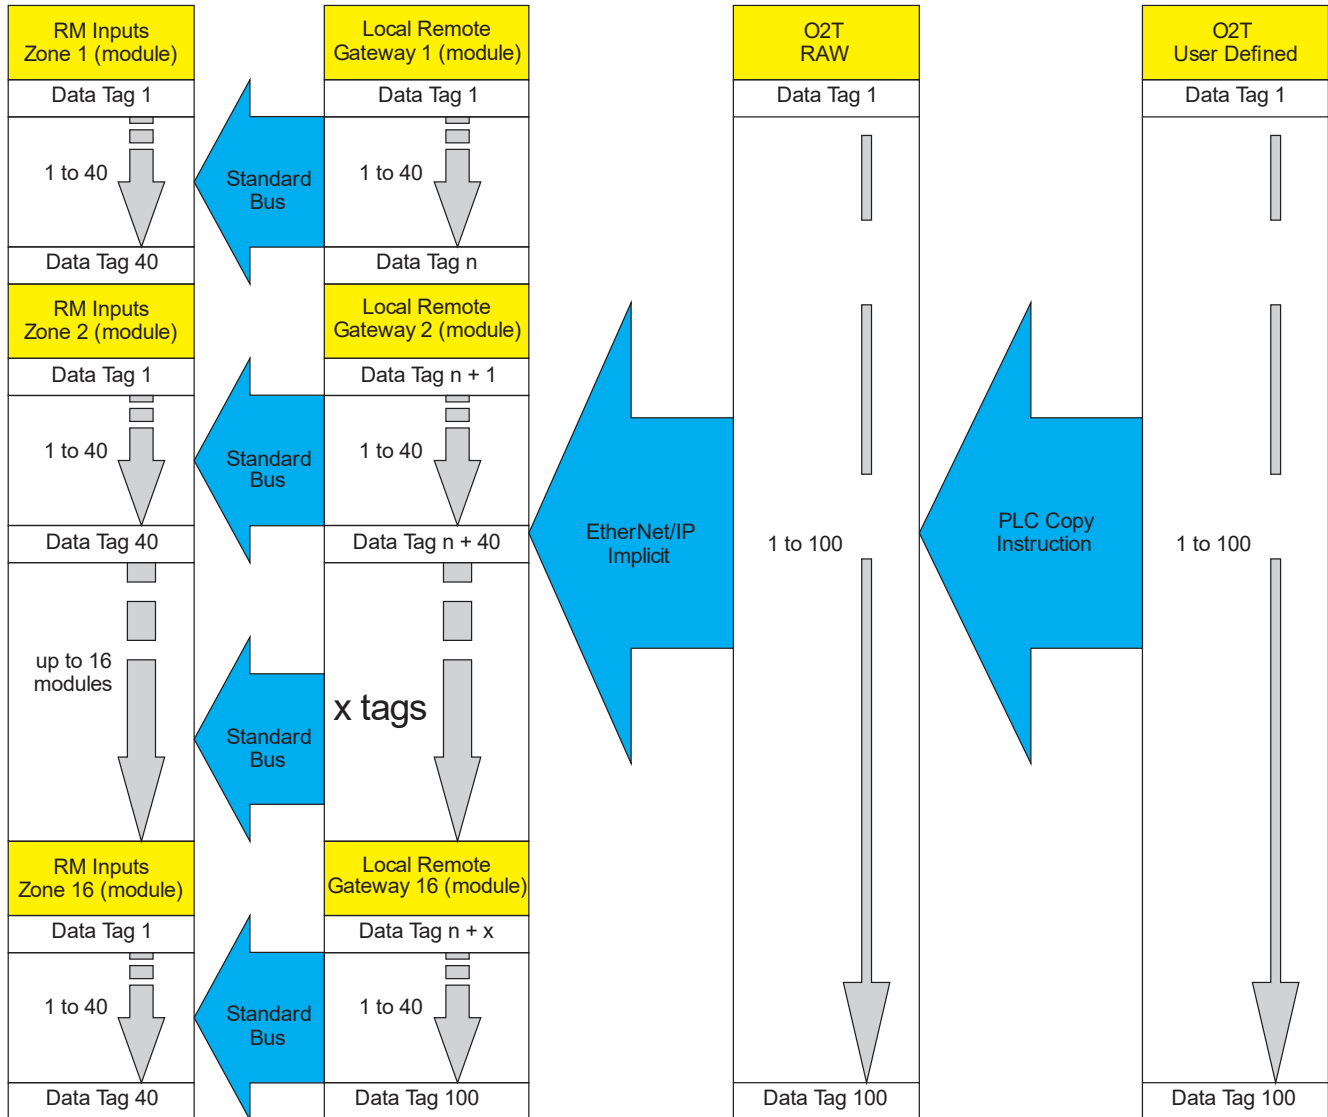 RM Inputs
Zone 1 (module)
Data Tag 1
1 to 40
Data Tag 40
RM Inputs
Zone 2 (module)
Data Tag 1
1 to 40
Data Tag 40
up to 16
modules
RM Inputs
Zone 16 (module)
Data Tag 1
1 to 40
Data Tag 40
Standard
Bus
Standard
Bus
Standard
Bus
Standard
Bus
Local Remote
Gateway 1 (module)
Data Tag 1
1 to 40
Data Tag n
Local Remote
Gateway 2 (module)
Data Tag n + 1
1 to 40
Data Tag n + 40
x tags
Local Remote
Gateway 16 (module)
Data Tag n + x
1 to 40
Data Tag 100
EtherNet/IP
Implicit
O2T
RAW
Data Tag 1
1 to 100
Data Tag 100
PLC Copy
Instruction
O2T
User Defined
Data Tag 1
1 to 100
Data Tag 100